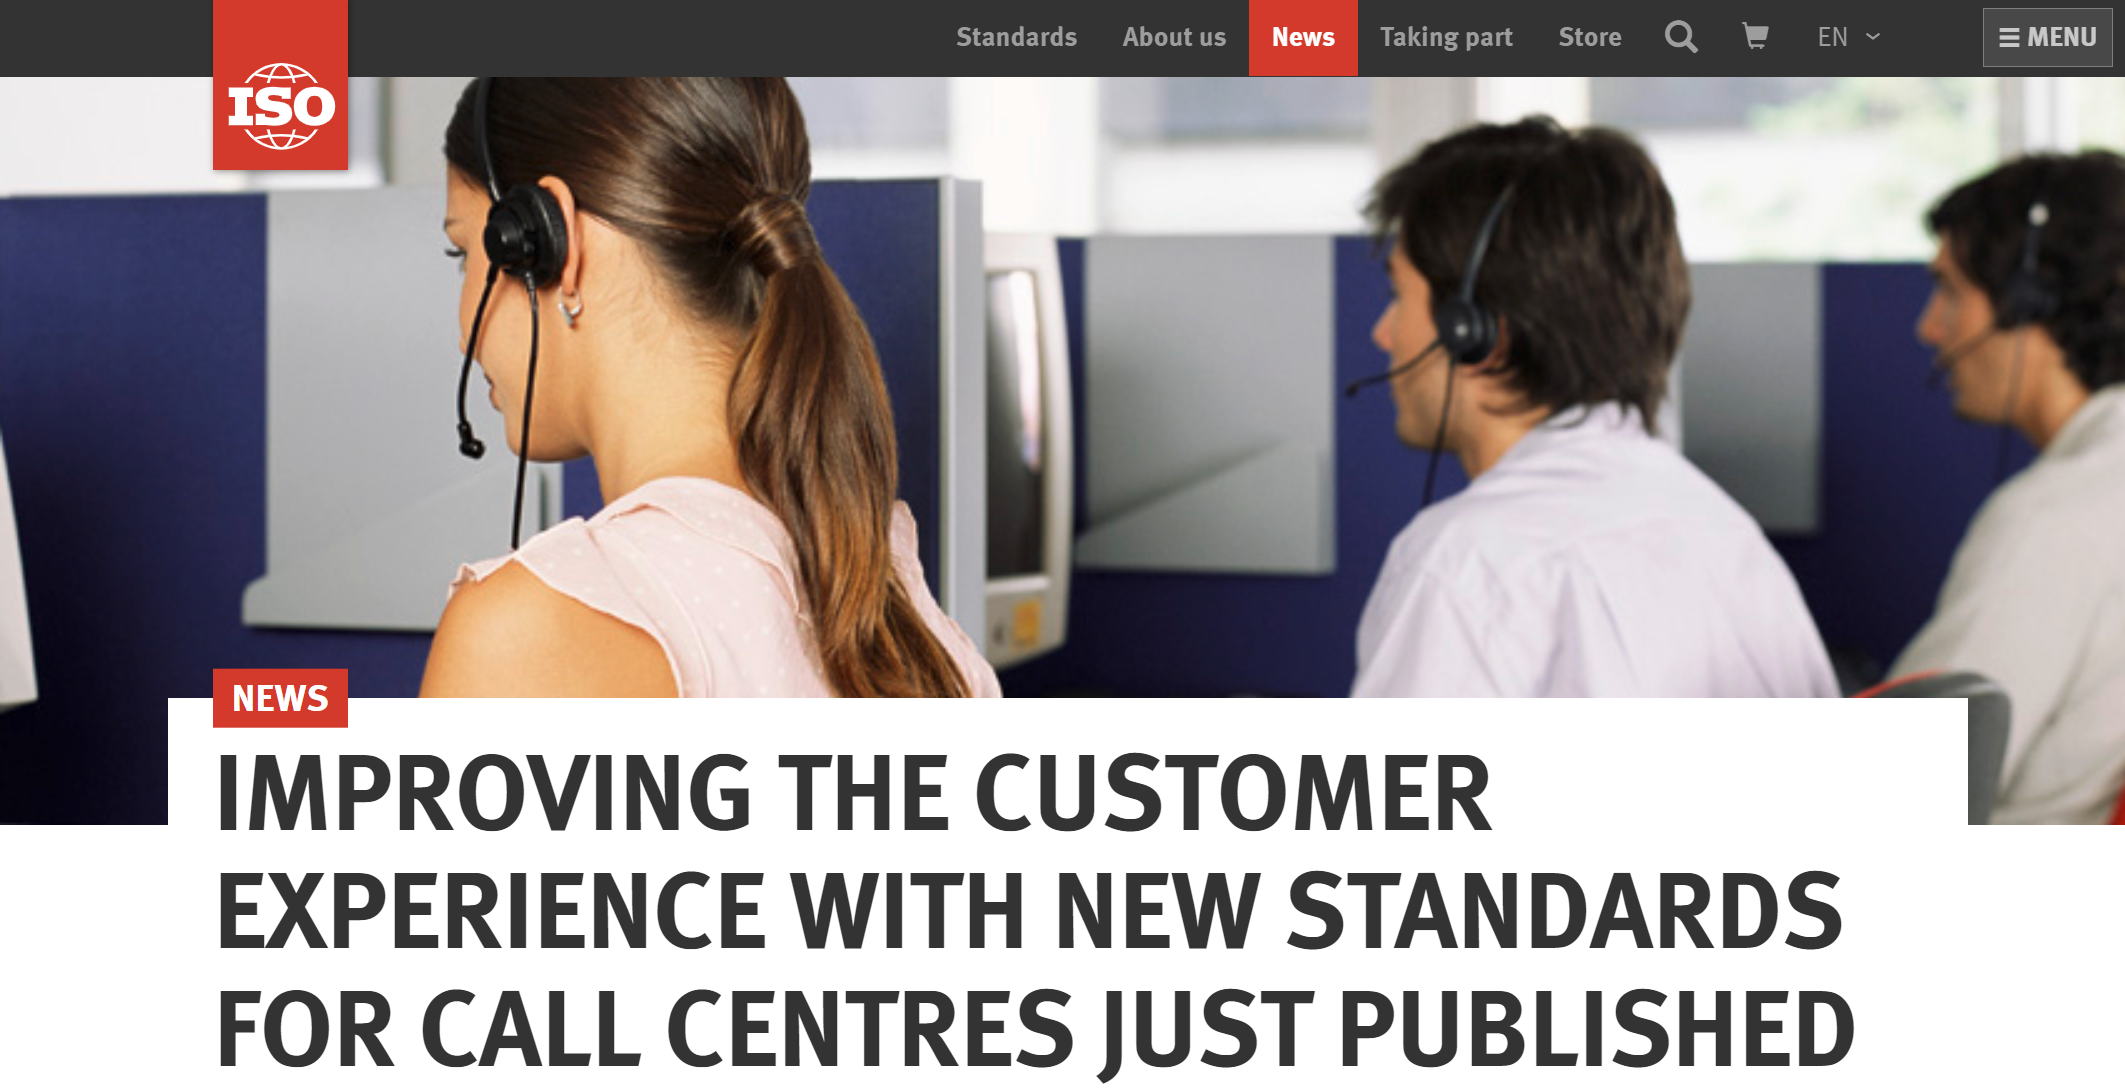 Standards About us News Taking part Store EN MENU
ISO
NEWS
IMPROVING THE CUSTOMER
EXPERIENCE WITH NEW STANDARDS
FOR CALL CENTRES JUST PUBLISHED